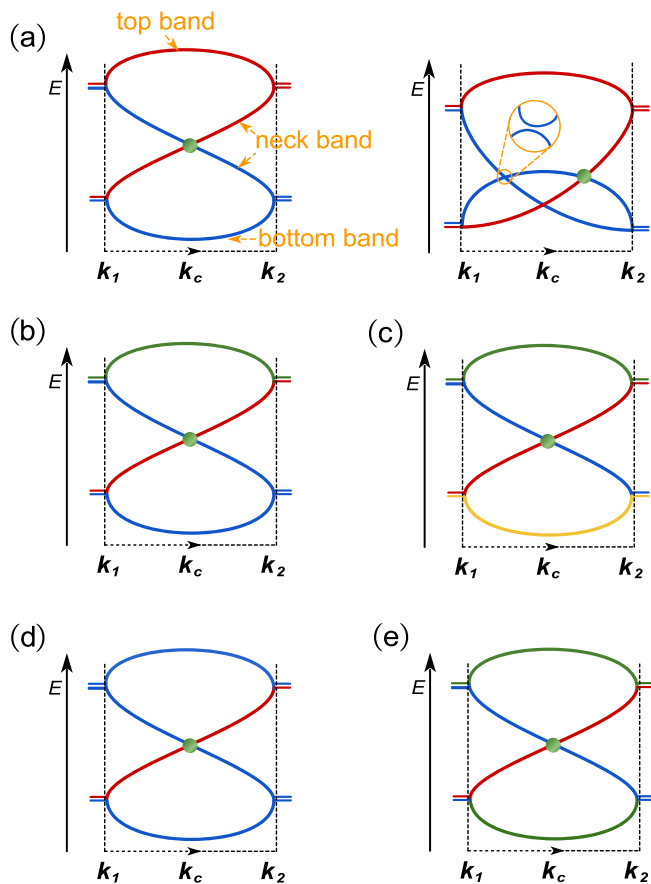 (a)
top band
E
neck band
bottom band
k1 kc k2
E
k1 kc k2
(b)
E
k1 kc k2
(c)
E
k1 kc k2
(d)
E
k1 kc k2
(e)
E
k1 kc k2